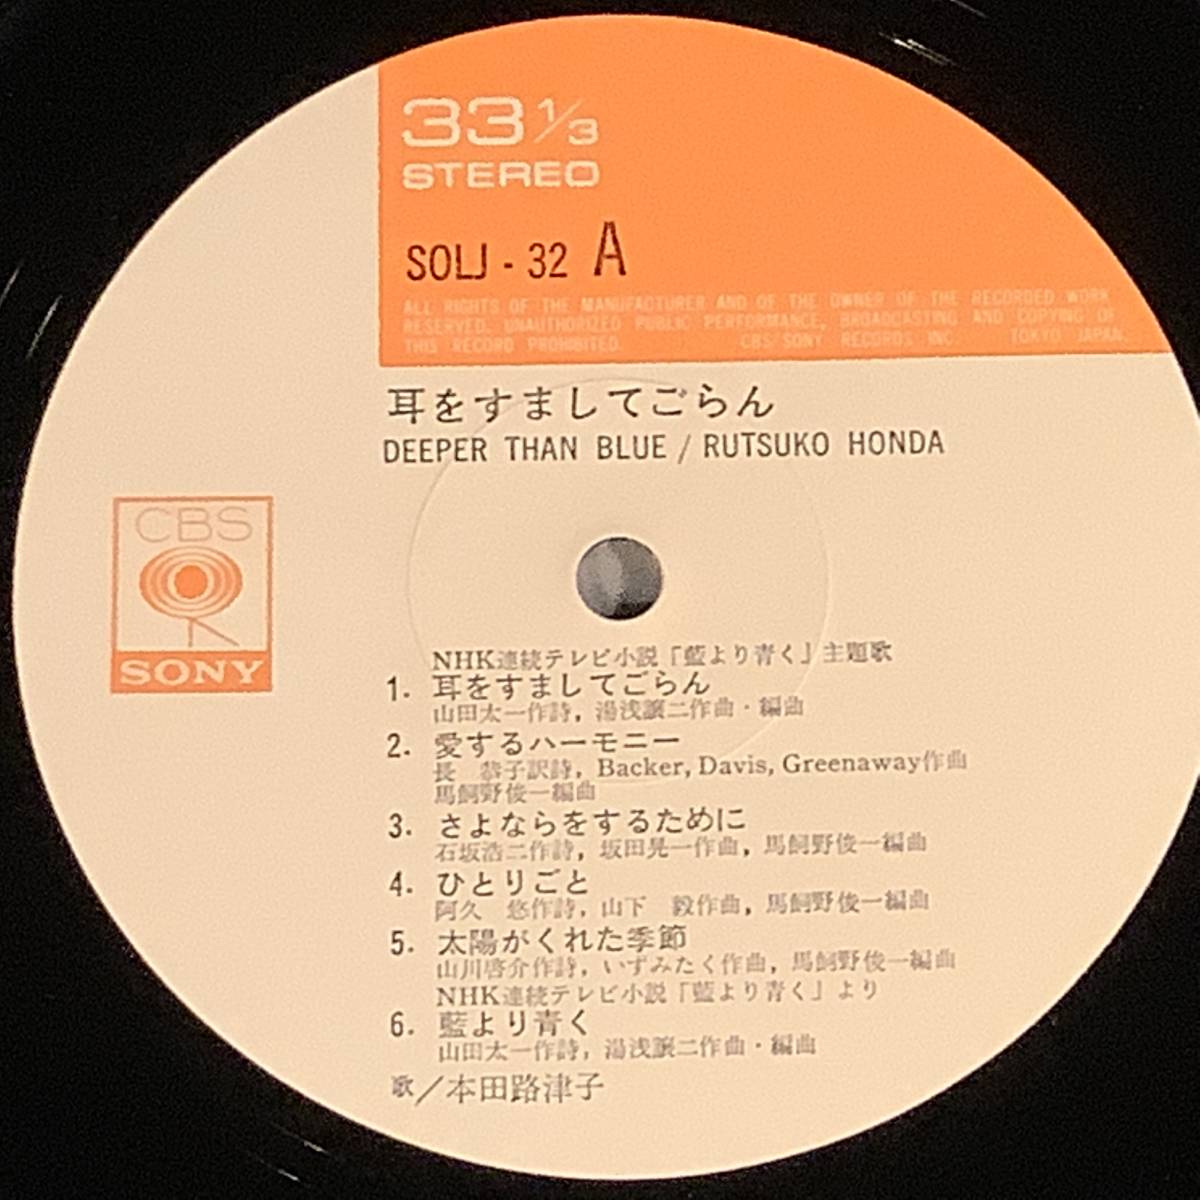 33 1/3
STEREO
SOLJ - 32 A
ALL RIGHTS OF THE MANUFACTURER AND OF THE OWNER OF THE RECORDED WORK
RESERVED. UNAUTHORIZED PUBLIC PERFORMANCE, BROADCASTING AND COPYING OF
THIS RECORD PROHIBITED. CBS/SONY RECORDS INC. TOKYO JAPAN.
耳をすましてごらん
DEEPER THAN BLUE / RUTSUKO HONDA
CBS
SONY
NHK連続テレビ小説「藍より青く」主題歌
1. 耳をすましてごらん
山田太一作詩, 湯浅譲二作曲・編曲
2. 愛するハーモニー
長 恭子訳詩, Backer, Davis, Greenaway作曲
馬飼野俊一編曲
3. さよならをするために
石坂浩二作詩, 坂田晃一作曲, 馬飼野俊一編曲
4. ひとりごと
阿久 悠作詩, 山下 毅作曲, 馬飼野俊一編曲
5. 太陽がくれた季節
山川啓介作詩, いずみたく作曲, 馬飼野俊一編曲
NHK連続テレビ小説「藍より青く」より
6. 藍より青く
山田太一作詩, 湯浅譲二作曲・編曲
歌／本田路津子